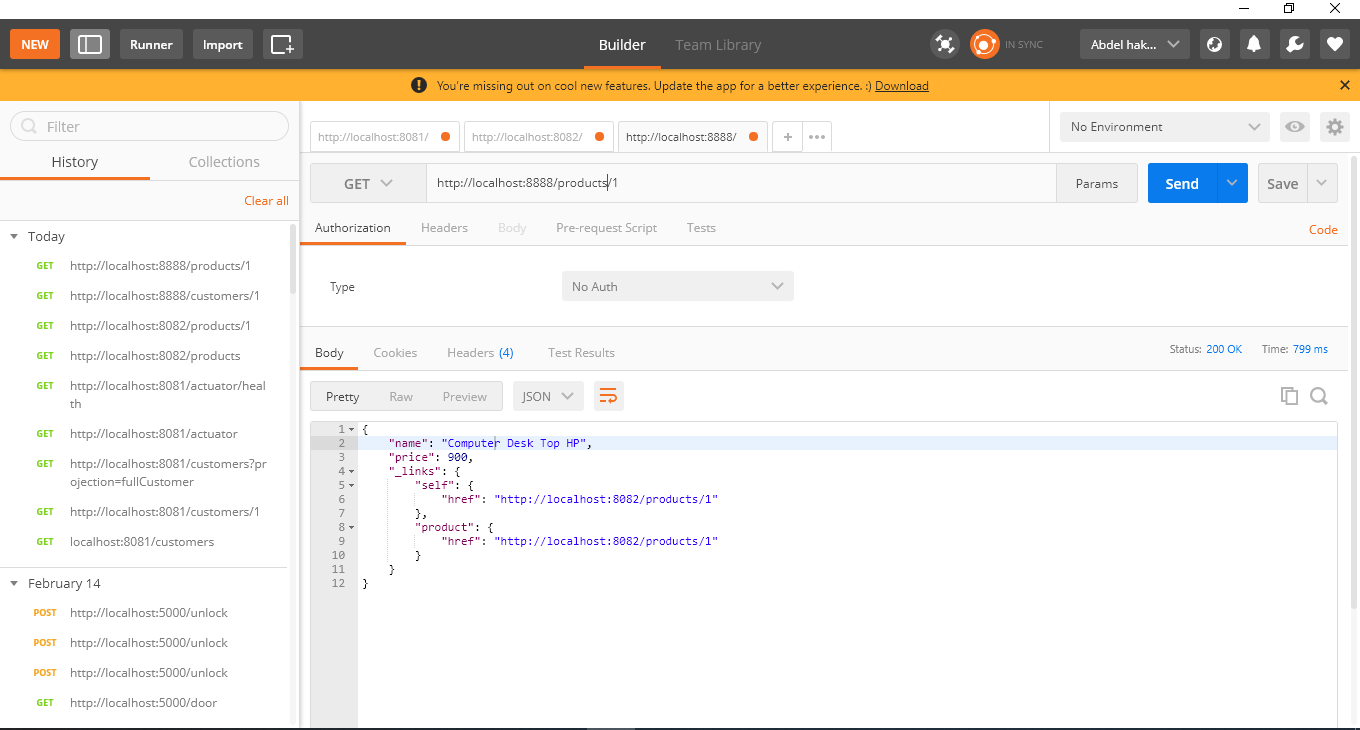 NEW
Runner
Import
Builder
Team Library
IN SYNC
Abdel hak...
You're missing out on cool new features. Update the app for a better experience. :) Download
Filter
History
Collections
Clear all
Today
GET http://localhost:8888/products/1
GET http://localhost:8888/customers/1
GET http://localhost:8082/products/1
GET http://localhost:8082/products
GET http://localhost:8081/actuator/heal
th
GET http://localhost:8081/actuator
GET http://localhost:8081/customers?pr
ojection=fullCustomer
GET http://localhost:8081/customers/1
GET localhost:8081/customers
February 14
POST http://localhost:5000/unlock
POST http://localhost:5000/unlock
POST http://localhost:5000/unlock
GET http://localhost:5000/door
http://localhost:8081/
http://localhost:8082/
http://localhost:8888/
No Environment
GET
http://localhost:8888/products/1
Params
Send
Save
Authorization
Headers
Body
Pre-request Script
Tests
Code
Type
No Auth
Body
Cookies
Headers (4)
Test Results
Status: 200 OK
Time: 799 ms
Pretty
Raw
Preview
JSON
1 {
2 "name": "Computer Desk Top HP",
3 "price": 900,
4 "_links": {
5 "self": {
6 "href": "http://localhost:8082/products/1"
7 },
8 "product": {
9 "href": "http://localhost:8082/products/1"
10 }
11 }
12 }